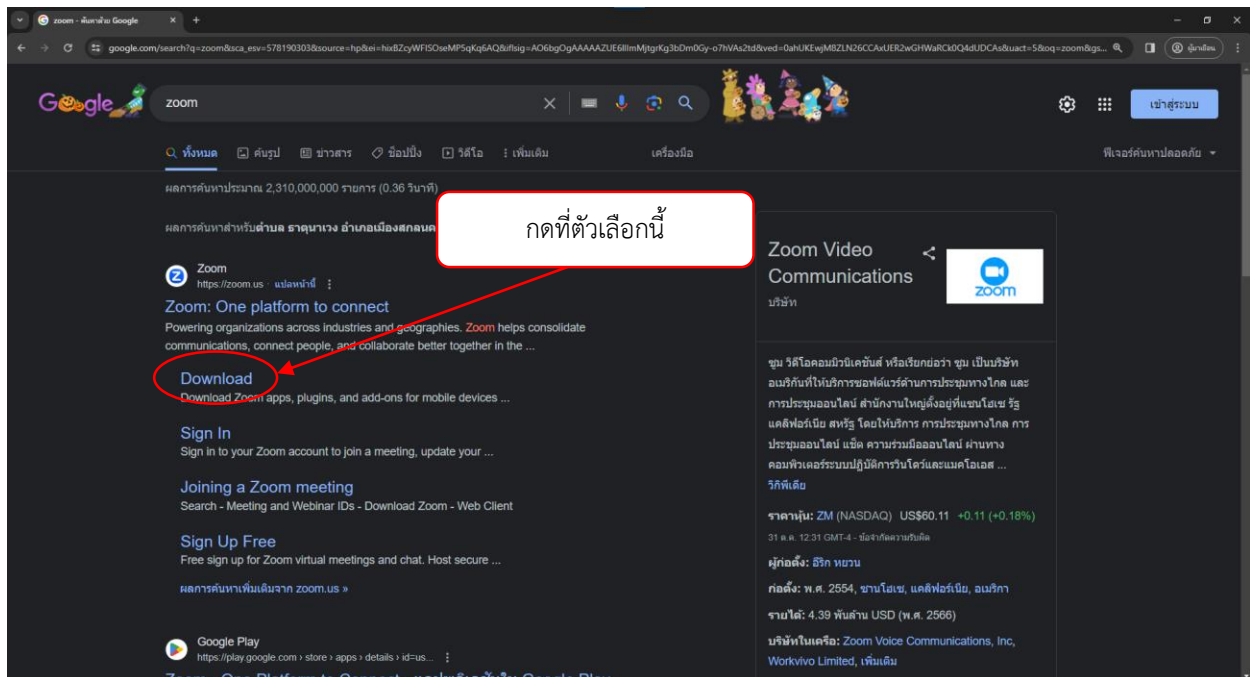 zoom - ค้นหาด้วย Google
google.com/search?q=zoom&sca_esv=578190303&source=hp&ei=hixBZcyWFISOseMP5qKq6AQ&iflsig=
Google
zoom
เข้าสู่ระบบ
ทั้งหมด
ค้นรูป
ข่าวสาร
ช็อปปิ้ง
วิดีโอ
เพิ่มเติม
เครื่องมือ
ฟีเจอร์ค้นหาปลอดภัย
ผลการค้นหาประมาณ 2,310,000,000 รายการ (0.36 วินาที)
ผลการค้นหาสำหรับตำบล ธาตุนาเวง อำเภอเมืองสกลนค
กดที่ตัวเลือกนี้
Zoom
https://zoom.us · แปลหน้านี้
Zoom: One platform to connect
Powering organizations across industries and geographies. Zoom helps consolidate
communications, connect people, and collaborate better together in the ...
Download
Download Zoom apps, plugins, and add-ons for mobile devices ...
Sign In
Sign in to your Zoom account to join a meeting, update your ...
Joining a Zoom meeting
Search - Meeting and Webinar IDs - Download Zoom - Web Client
Sign Up Free
Free sign up for Zoom virtual meetings and chat. Host secure ...
ผลการค้นหาเพิ่มเติมจาก zoom.us »
Google Play
https://play.google.com › store › apps › details › id=us...
Zoom Video
Communications
บริษัท
zoom
ซูม วิดีโอคอมมิวนิเคชันส์ หรือเรียกย่อว่า ซูม เป็นบริษัท
อเมริกันที่ให้บริการซอฟต์แวร์ด้านการประชุมทางไกล และ
การประชุมออนไลน์ สำนักงานใหญ่ตั้งอยู่ที่แซนโฮเซ รัฐ
แคลิฟอร์เนีย สหรัฐ โดยให้บริการ การประชุมทางไกล การ
ประชุมออนไลน์ แช็ต ความร่วมมือออนไลน์ ผ่านทาง
คอมพิวเตอร์ระบบปฏิบัติการวินโดว์และแมคโอเอส ...
วิกิพีเดีย
ราคาหุ้น: ZM (NASDAQ) US$60.11 +0.11 (+0.18%)
31 ต.ค. 12:31 GMT-4 - ข้อจำกัดความรับผิด
ผู้ก่อตั้ง: อีริก หยวน
ก่อตั้ง: พ.ศ. 2554, ซานโฮเซ, แคลิฟอร์เนีย, อเมริกา
รายได้: 4.39 พันล้าน USD (พ.ศ. 2566)
บริษัทในเครือ: Zoom Voice Communications, Inc,
Workvivo Limited, เพิ่มเติม